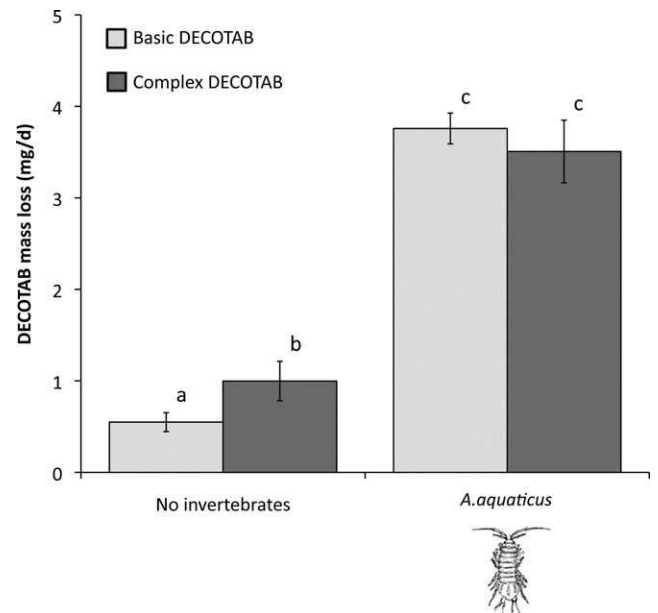 Basic DECOTAB
Complex DECOTAB
DECOTAB mass loss (mg/d)
5
4
3
2
1
0
a
b
c
c
No invertebrates
A.aquaticus